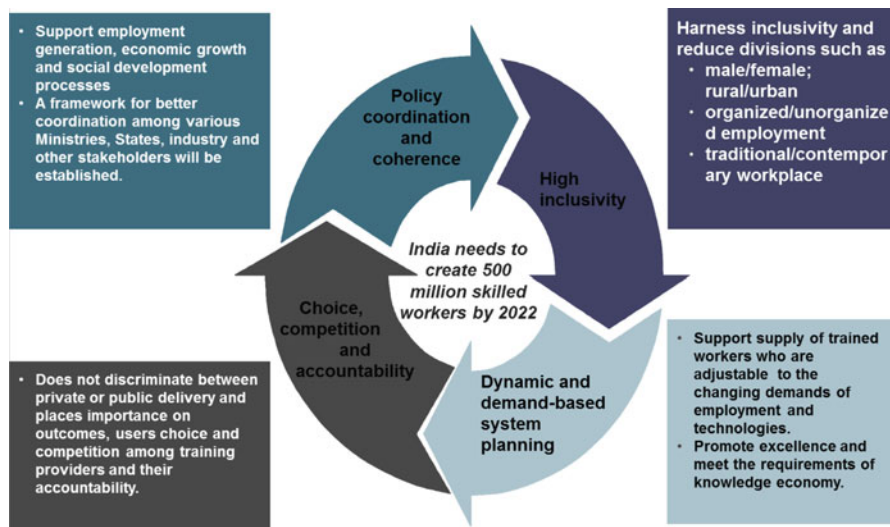 • Support employment
generation, economic growth
and social development
processes
• A framework for better
coordination among various
Ministries, States, industry and
other stakeholders will be
established.
Policy
coordination
and
coherence
Harness inclusivity and
reduce divisions such as
• male/female;
rural/urban
• organized/unorganize
d employment
• traditional/contempor
ary workplace
High
inclusivity
India needs to
create 500
million skilled
workers by 2022
Choice,
competition
and
accountability
Dynamic and
demand-based
system
planning
• Does not discriminate between
private or public delivery and
places importance on
outcomes, users choice and
competition among training
providers and their
accountability.
• Support supply of trained
workers who are
adjustable to the
changing demands of
employment and
technologies.
• Promote excellence and
meet the requirements of
knowledge economy.